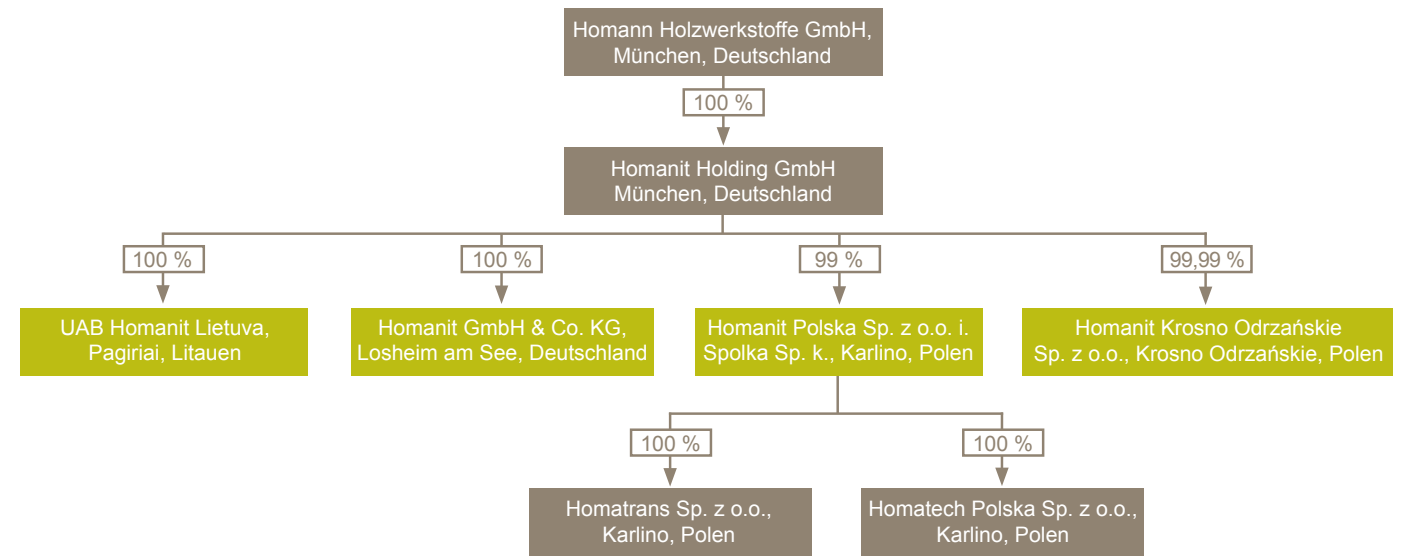 Homann Holzwerkstoffe GmbH,
München, Deutschland
100 %
Homanit Holding GmbH
München, Deutschland
100 %
100 %
99 %
99,99 %
UAB Homanit Lietuva,
Pagiriai, Litauen
Homanit GmbH & Co. KG,
Losheim am See, Deutschland
Homanit Polska Sp. z o.o. i.
Spolka Sp. k., Karlino, Polen
Homanit Krosno Odrzańskie
Sp. z o.o., Krosno Odrzańskie, Polen
100 %
100 %
Homatrans Sp. z o.o.,
Karlino, Polen
Homatech Polska Sp. z o.o.,
Karlino, Polen